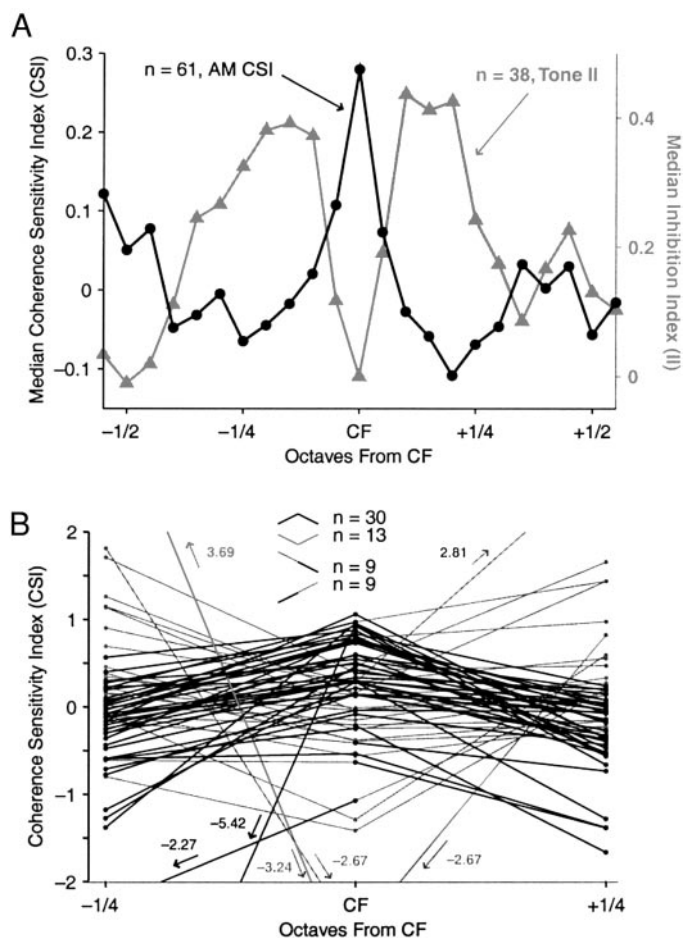 A
n = 61, AM CSI
n = 38, Tone II
Median Coherence Sensitivity Index (CSI)
0.3
0.2
0.1
0
−0.1
0.4
0.2
0
Median Inhibition Index (II)
−1/2
−1/4
CF
+1/4
+1/2
Octaves From CF
B
n = 30
n = 13
n = 9
n = 9
3.69
2.81
Coherence Sensitivity Index (CSI)
2
1
0
−1
−2
−2.27
−5.42
−3.24
−2.67
−2.67
−1/4
CF
+1/4
Octaves From CF